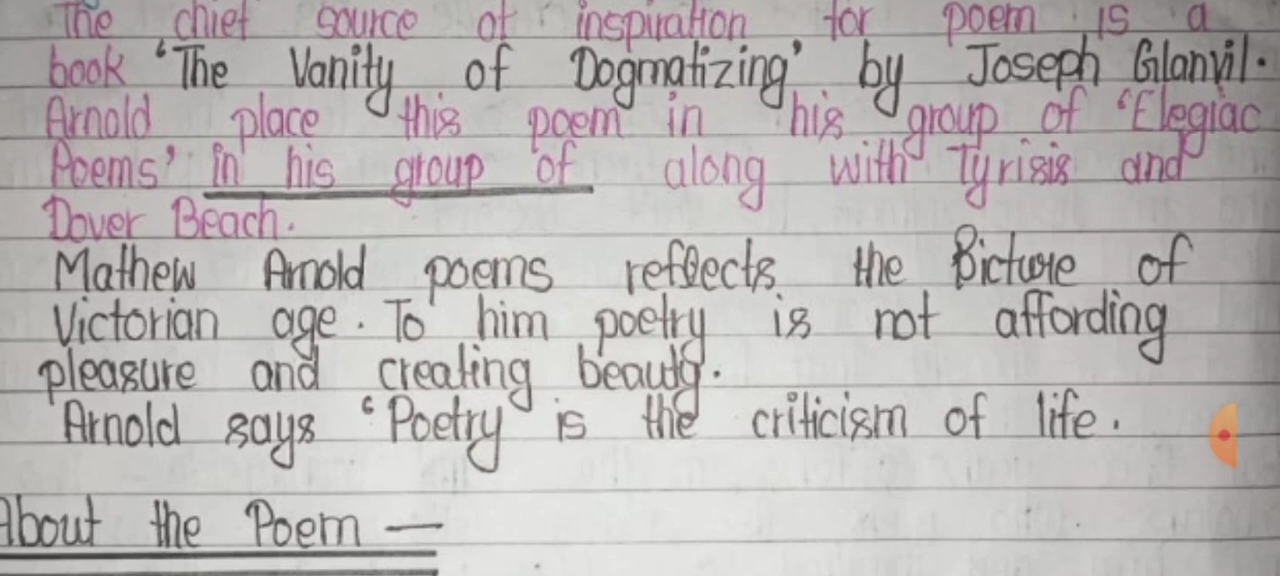 The chief source of inspiration for poem is a
book 'The Vanity of Dogmatizing' by Joseph Glanvil.
Arnold place this poem in his group of 'Elegiac
Poems' in his group of along with Tyrisis and
Dover Beach.
Mathew Arnold poems reflects the Bicture of
Victorian age. To him poetry is not affording
pleasure and creating beauty.
Arnold says 'Poetry is the criticism of life.
About the Poem —